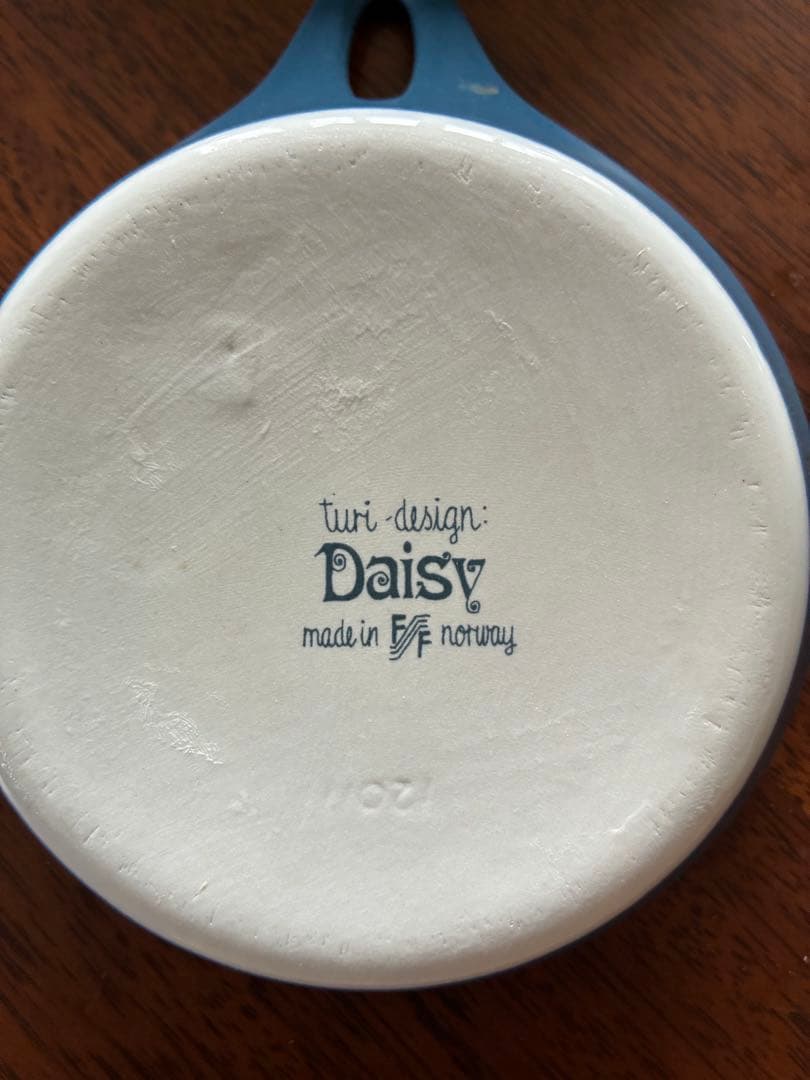 turi-design:
Daisy
made in F/F norway